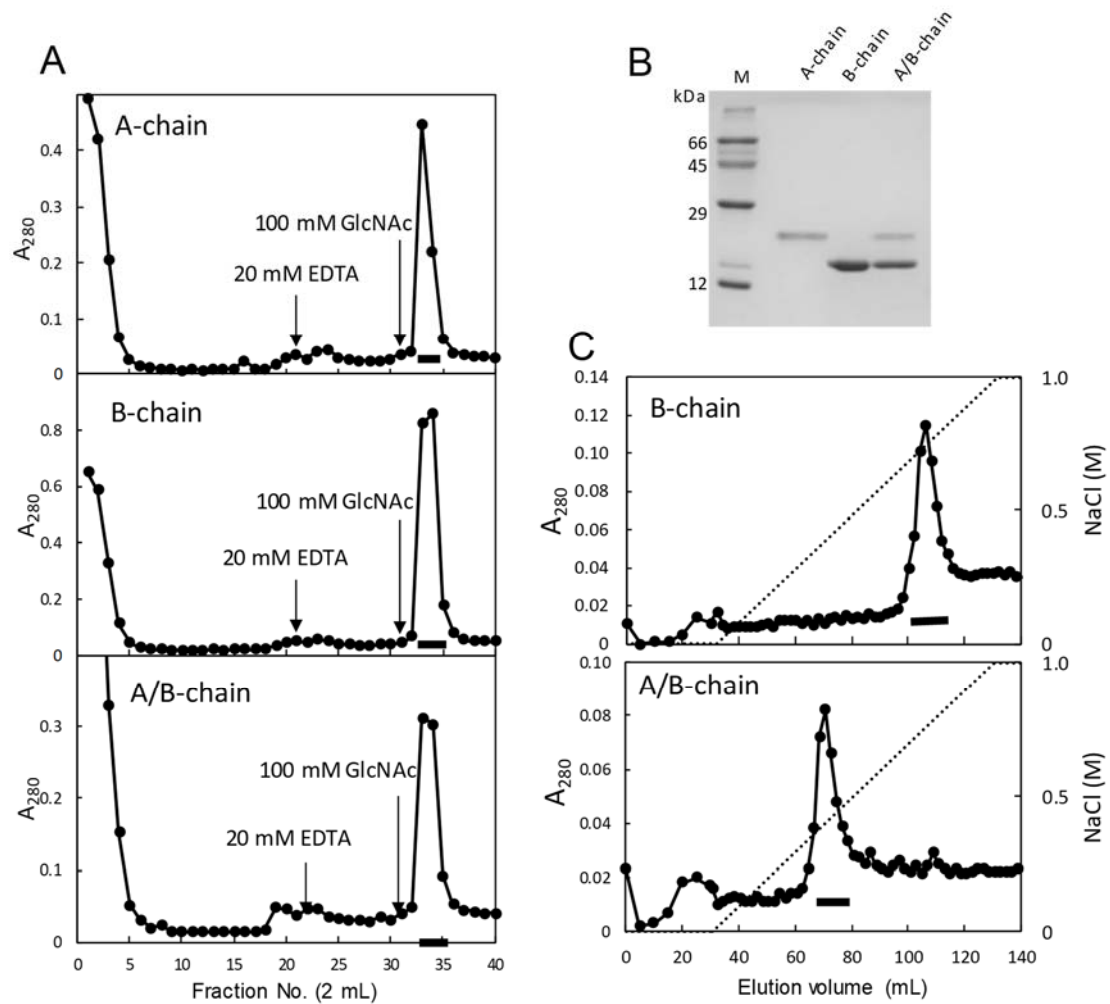 A
A-chain
0.4
0.3
0.2
0.1
0
A280
100 mM GlcNAc
20 mM EDTA
B-chain
0.8
0.6
0.4
0.2
0
A280
100 mM GlcNAc
20 mM EDTA
A/B-chain
0.3
0.2
0.1
0
A280
100 mM GlcNAc
20 mM EDTA
0 5 10 15 20 25 30 35 40
Fraction No. (2 mL)
B
M A-chain B-chain A/B-chain
kDa
66
45
29
12
C
B-chain
0.14
0.12
0.10
0.08
0.06
0.04
0.02
0.00
A280
1.0
0.5
0
NaCl (M)
A/B-chain
0.10
0.08
0.06
0.04
0.02
0
A280
1.0
0.5
0
NaCl (M)
0 20 40 60 80 100 120 140
Elution volume (mL)